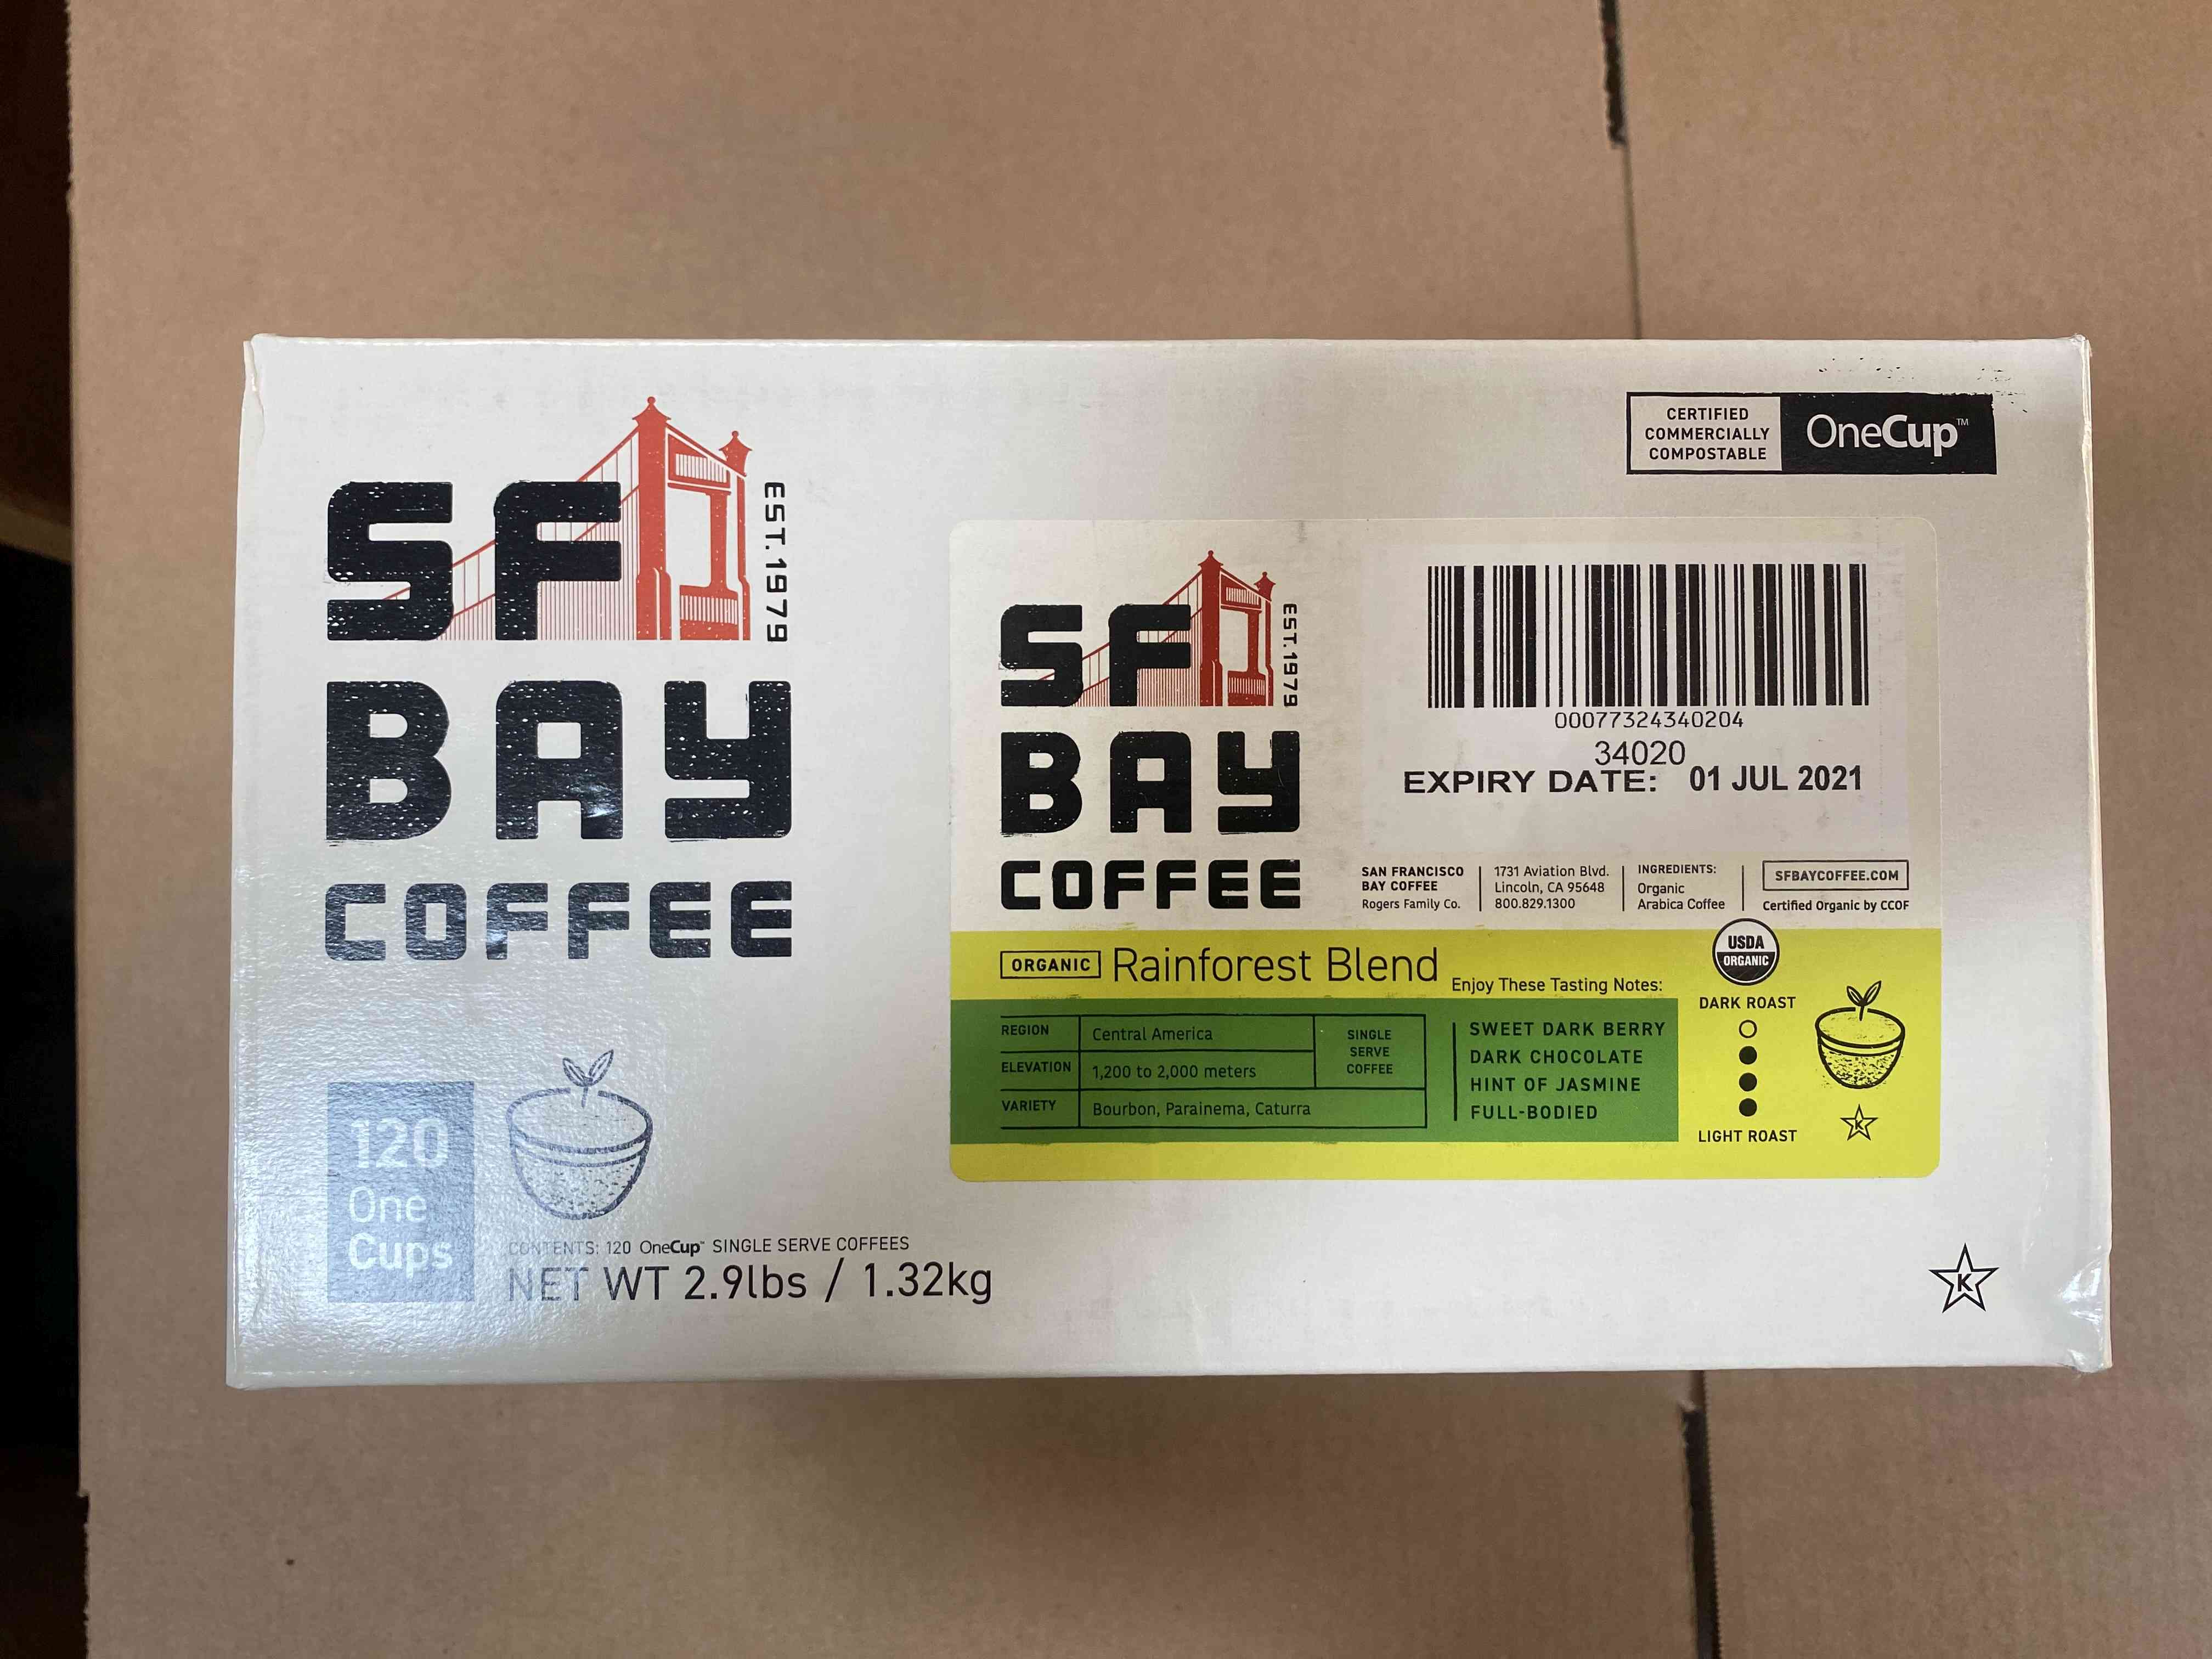 SF
EST. 1979
BAY
COFFEE
120
One
Cups
CONTENTS: 120 OneCup™ SINGLE SERVE COFFEES
NET WT 2.9lbs / 1.32kg
CERTIFIED
COMMERCIALLY
COMPOSTABLE
OneCup™
SF
EST. 1979
BAY
COFFEE
00077324340204
34020
EXPIRY DATE: 01 JUL 2021
SAN FRANCISCO
BAY COFFEE
Rogers Family Co.
1731 Aviation Blvd.
Lincoln, CA 95648
800.829.1300
INGREDIENTS:
Organic
Arabica Coffee
SFBAYCOFFEE.COM
Certified Organic by CCOF
ORGANIC Rainforest Blend
Enjoy These Tasting Notes:
USDA
ORGANIC
REGION Central America
ELEVATION 1,200 to 2,000 meters
VARIETY Bourbon, Parainema, Caturra
SINGLE
SERVE
COFFEE
SWEET DARK BERRY
DARK CHOCOLATE
HINT OF JASMINE
FULL-BODIED
DARK ROAST
LIGHT ROAST
K
K